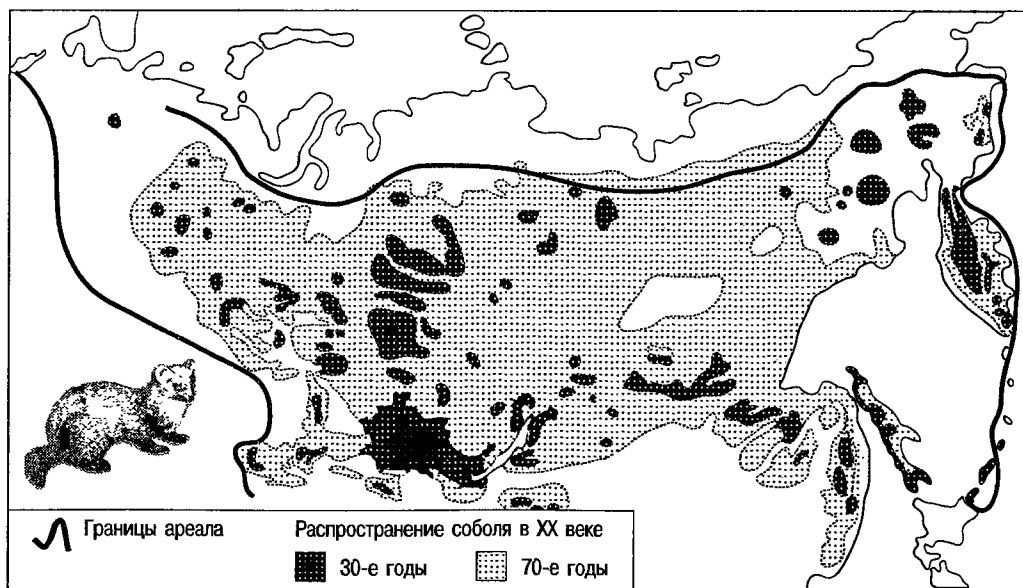 Границы ареала
Распространение соболя в XX веке
30-е годы
70-е годы